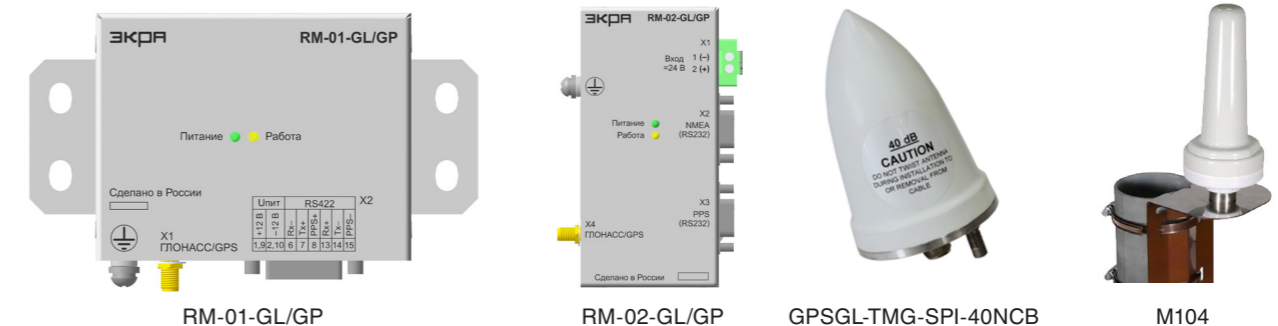 ЭКРА RM-01-GL/GP
Питание Работа
Сделано в России
X1
ГЛОНАСС/GPS
Uпит RS422 X2
+12 В −12 В Rx− Tx+ PPS+ Rx+ Tx− PPS−
1,9 2,10 6 7 8 13 14 15
RM-01-GL/GP
ЭКРА RM-02-GL/GP
X1
Вход 1 (−)
=24 В 2 (+)
X2
Питание NMEA
Работа (RS232)
X3
PPS
(RS232)
X4
ГЛОНАСС/GPS
Сделано в России
RM-02-GL/GP
40 dB
CAUTION
DO NOT TWIST ANTENNA
DURING INSTALLATION TO
OR REMOVAL FROM
CABLE
GPSGL-TMG-SPI-40NCB
M104